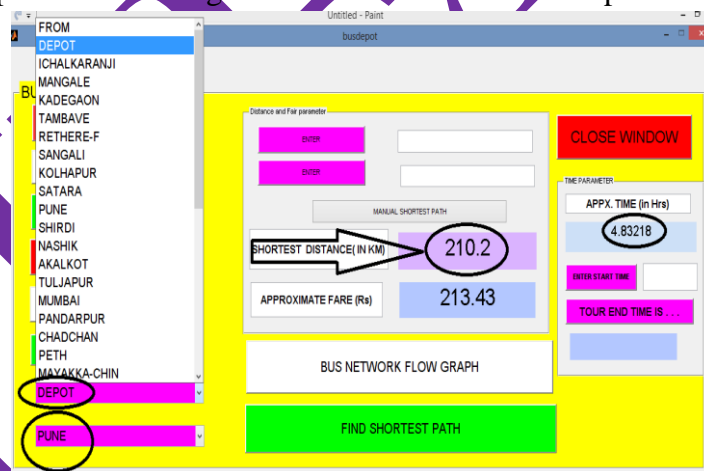 Untitled - Paint
busdepot
FROM
DEPOT
ICHALKARANJI
MANGALE
KADEGAON
TAMBAVE
RETHERE-F
SANGALI
KOLHAPUR
SATARA
PUNE
SHIRDI
NASHIK
AKALKOT
TULJAPUR
MUMBAI
PANDARPUR
CHADCHAN
PETH
MAYAKKA-CHIN
DEPOT
PUNE
BU
Distance and Fair parameter
ENTER
ENTER
MANUAL SHORTEST PATH
SHORTEST DISTANCE( IN KM)
210.2
APPROXIMATE FARE (Rs)
213.43
BUS NETWORK FLOW GRAPH
FIND SHORTEST PATH
CLOSE WINDOW
TIME PARAMETER
APPX. TIME (in Hrs)
4.83218
ENTER START TIME
TOUR END TIME IS . . .